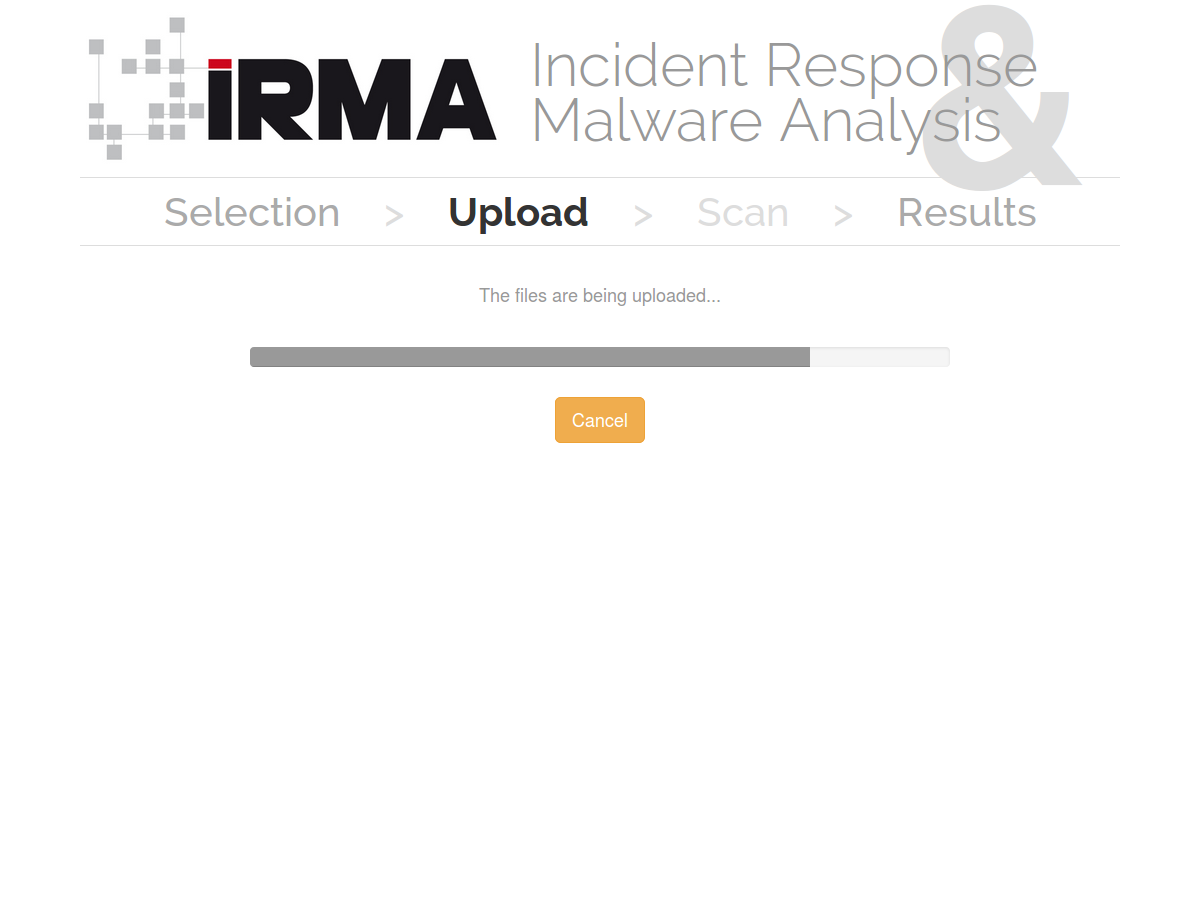 iRMA
Incident Response
Malware Analysis
&
Selection > Upload > Scan > Results
The files are being uploaded...
Cancel